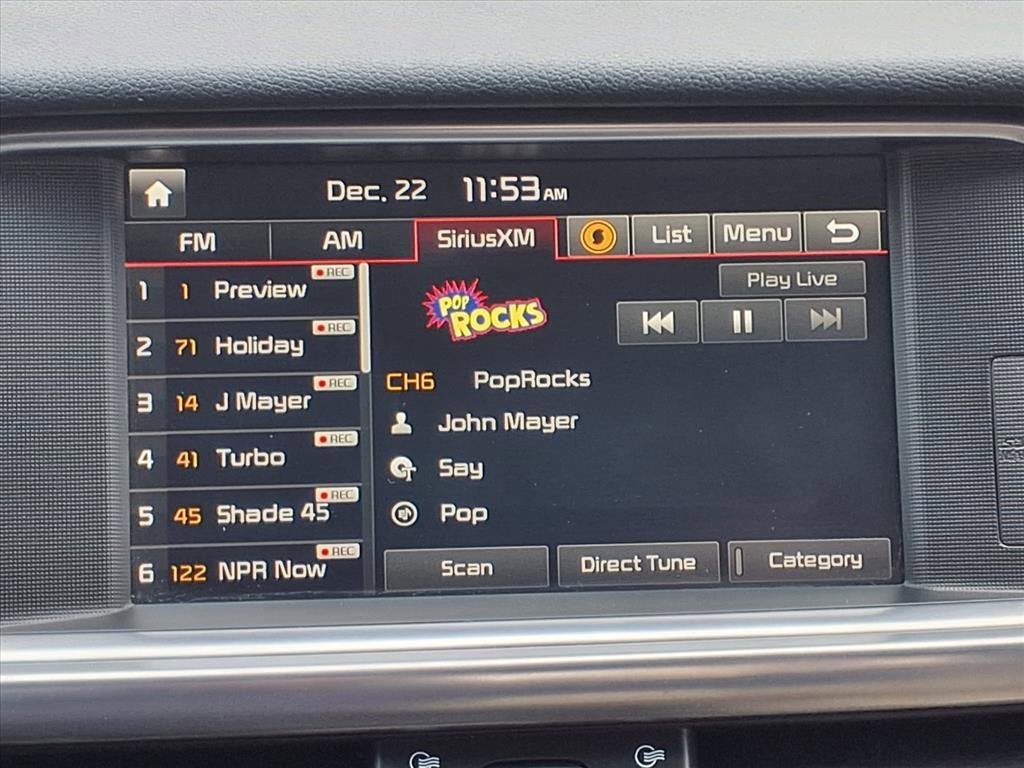 Dec. 22 11:53 AM
FM AM SiriusXM List Menu
1 1 Preview REC
2 71 Holiday REC
3 14 J Mayer REC
4 41 Turbo REC
5 45 Shade 45 REC
6 122 NPR Now REC
POP
ROCKS
Play Live
CH6 PopRocks
John Mayer
Say
Pop
Scan Direct Tune Category